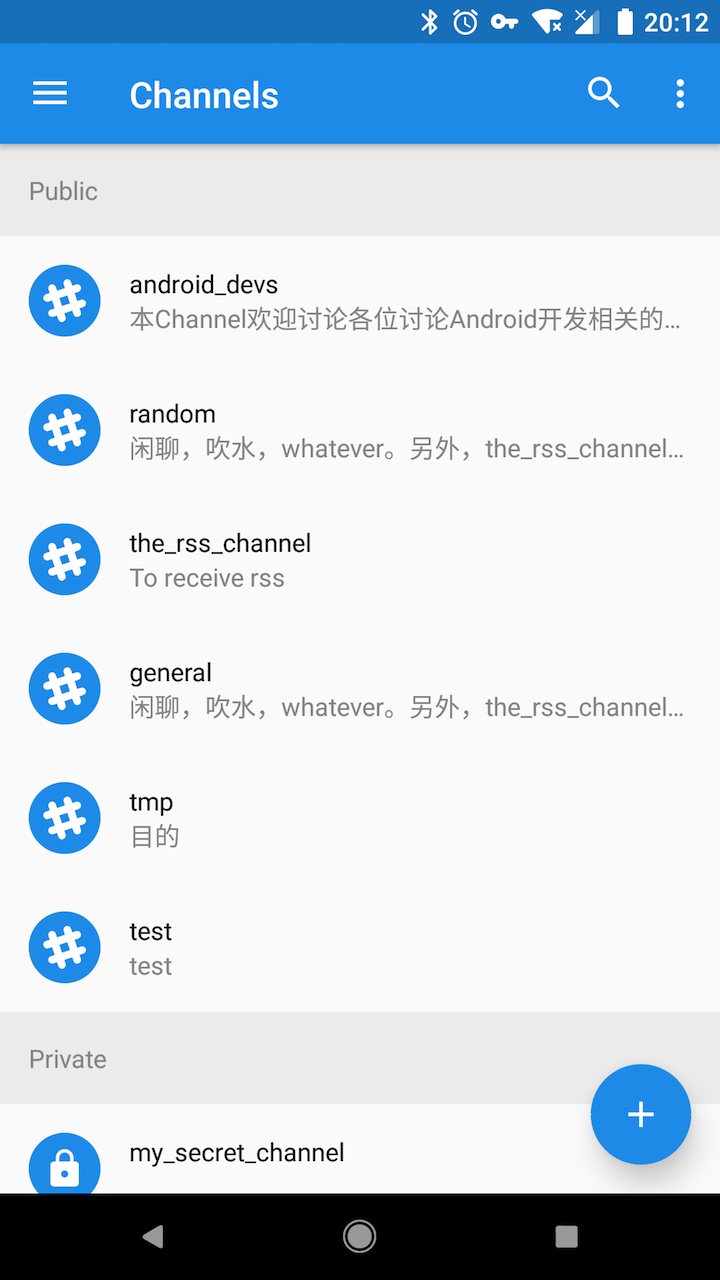 20:12
Channels
Public
android_devs
本Channel欢迎讨论各位讨论Android开发相关的...
random
闲聊，吹水，whatever。另外，the_rss_channel...
the_rss_channel
To receive rss
general
闲聊，吹水，whatever。另外，the_rss_channel...
tmp
目的
test
test
Private
my_secret_channel